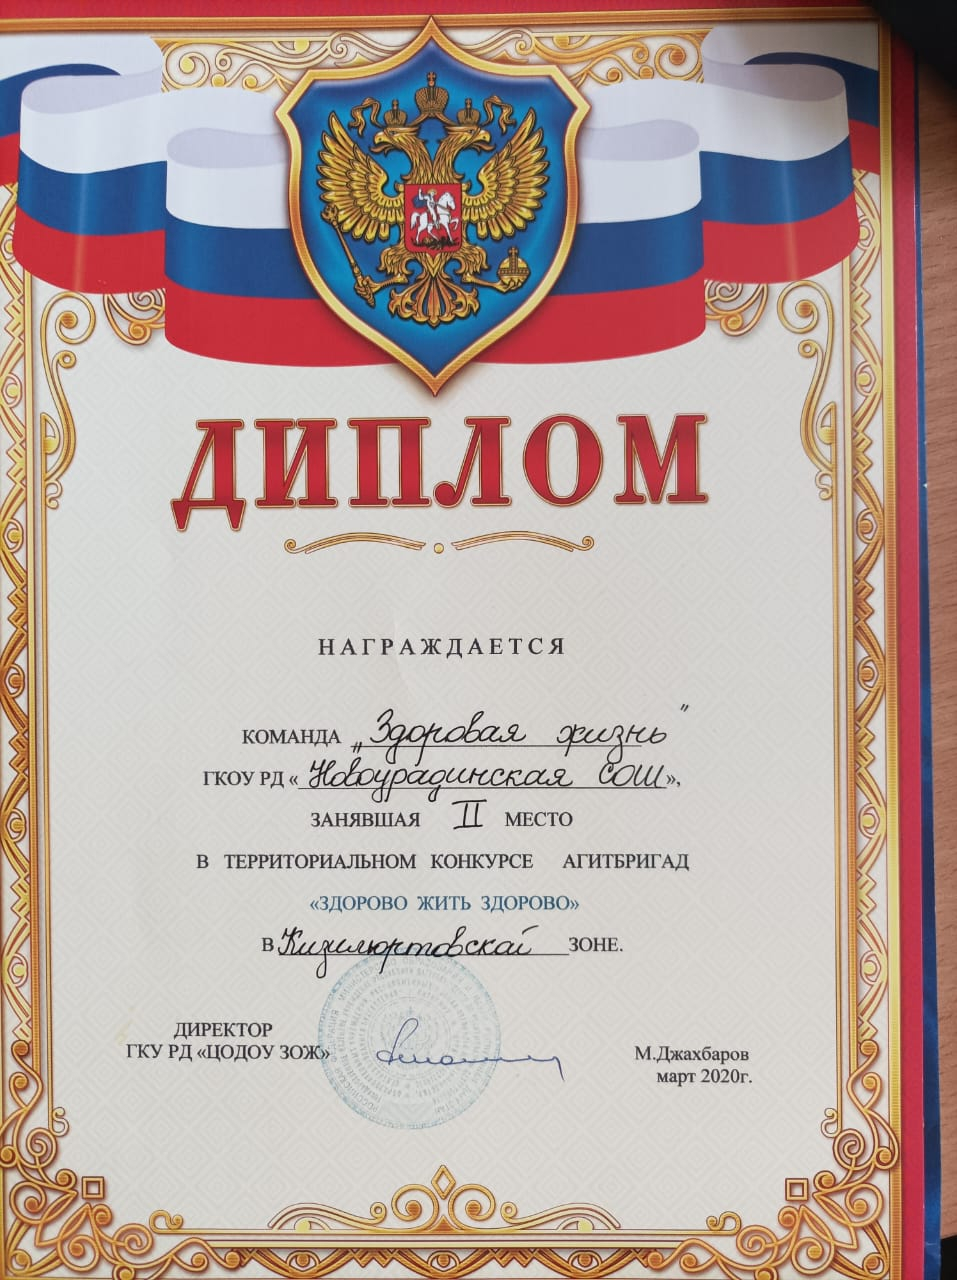 ДИПЛОМ
НАГРАЖДАЕТСЯ
КОМАНДА „Здоровая жизнь"
ГКОУ РД «Новоурадинская СОШ»,
ЗАНЯВШАЯ II МЕСТО
В ТЕРРИТОРИАЛЬНОМ КОНКУРСЕ АГИТБРИГАД
«ЗДОРОВО ЖИТЬ ЗДОРОВО»
В Кизилюртовской ЗОНЕ.
ДИРЕКТОР
ГКУ РД «ЦОДОУ ЗОЖ»
М.Джахбаров
март 2020г.